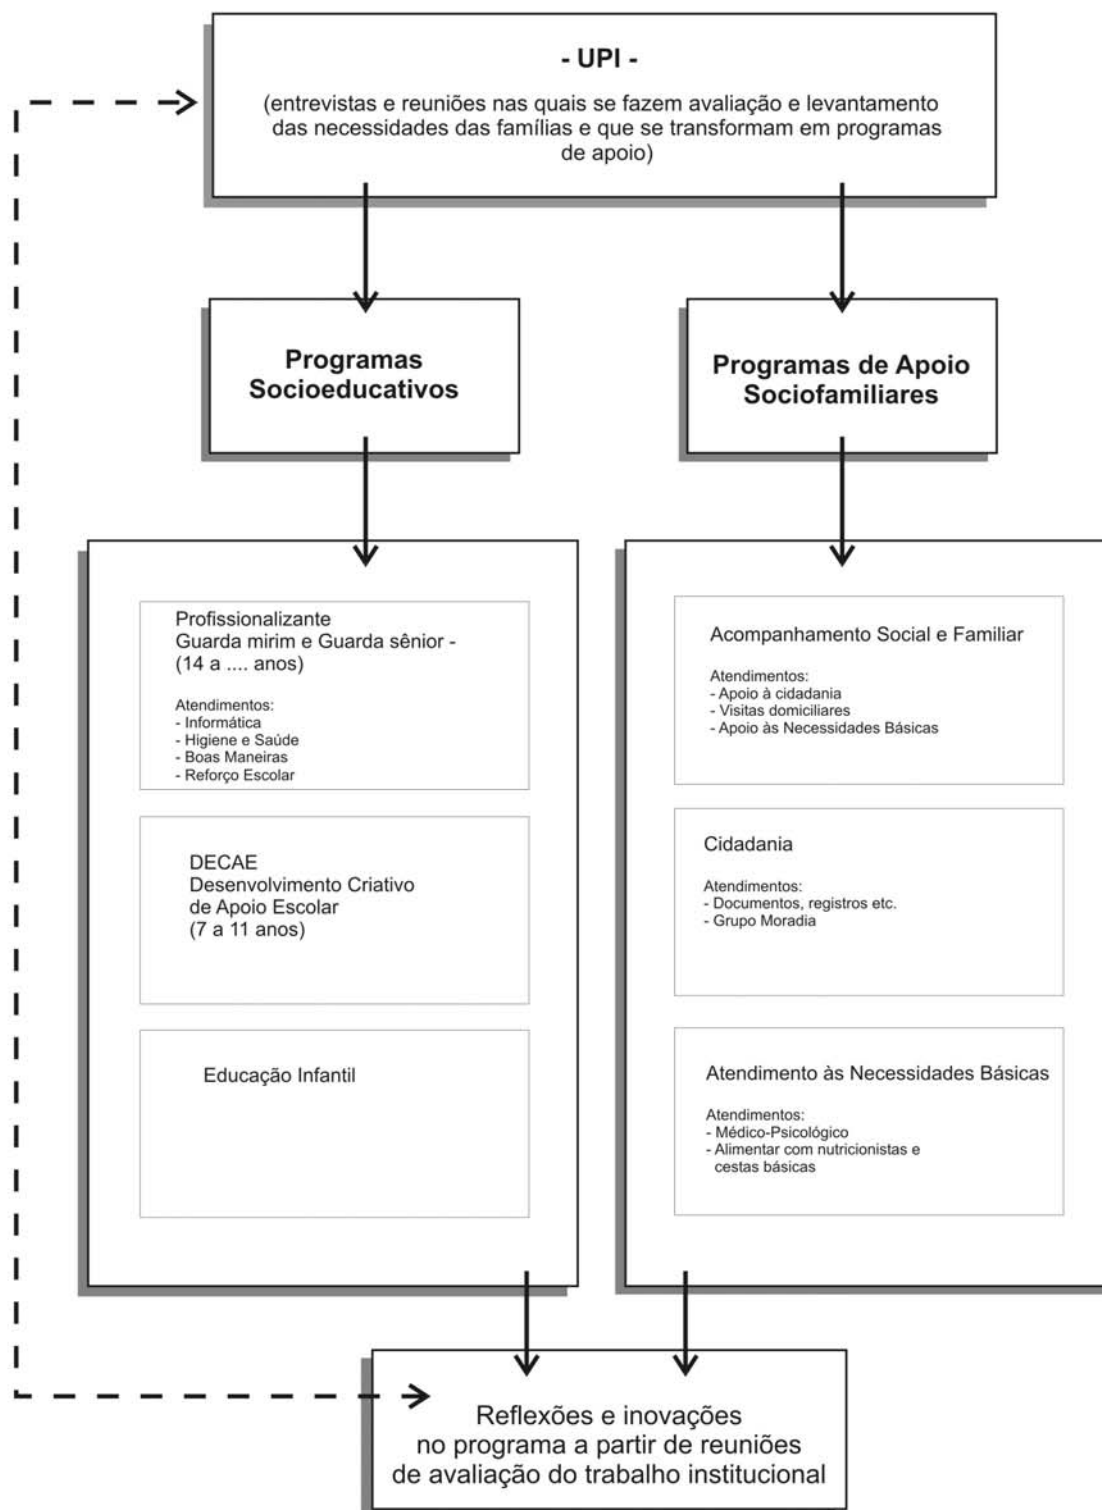 - UPI -
(entrevistas e reuniões nas quais se fazem avaliação e levantamento
das necessidades das famílias e que se transformam em programas
de apoio)
Programas
Socioeducativos
Programas de Apoio
Sociofamiliares
Profissionalizante
Guarda mirim e Guarda sênior -
(14 a .... anos)
Atendimentos:
- Informática
- Higiene e Saúde
- Boas Maneiras
- Reforço Escolar
DECAE
Desenvolvimento Criativo
de Apoio Escolar
(7 a 11 anos)
Educação Infantil
Acompanhamento Social e Familiar
Atendimentos:
- Apoio à cidadania
- Visitas domiciliares
- Apoio às Necessidades Básicas
Cidadania
Atendimentos:
- Documentos, registros etc.
- Grupo Moradia
Atendimento às Necessidades Básicas
Atendimentos:
- Médico-Psicológico
- Alimentar com nutricionistas e
cestas básicas
Reflexões e inovações
no programa a partir de reuniões
de avaliação do trabalho institucional